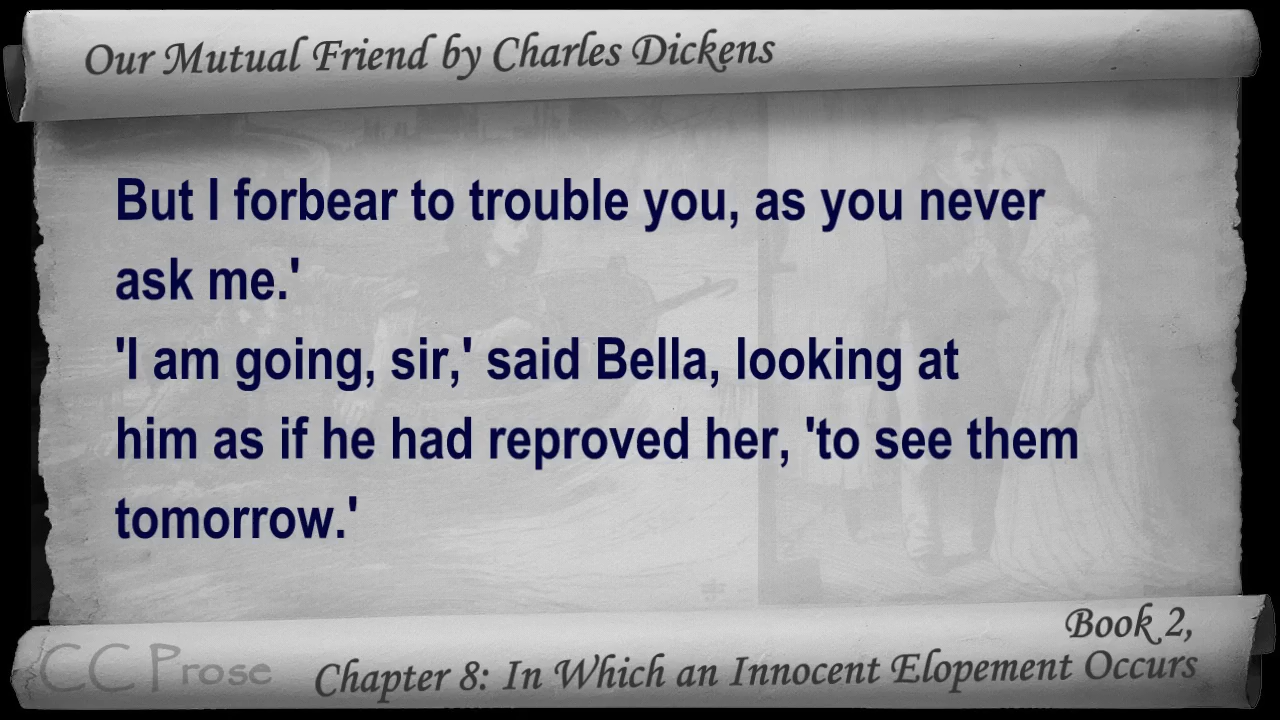 Our Mutual Friend by Charles Dickens
But I forbear to trouble you, as you never
ask me.'
'I am going, sir,' said Bella, looking at
him as if he had reproved her, 'to see them
tomorrow.'
Book 2,
CC Prose
Chapter 8: In Which an Innocent Elopement Occurs